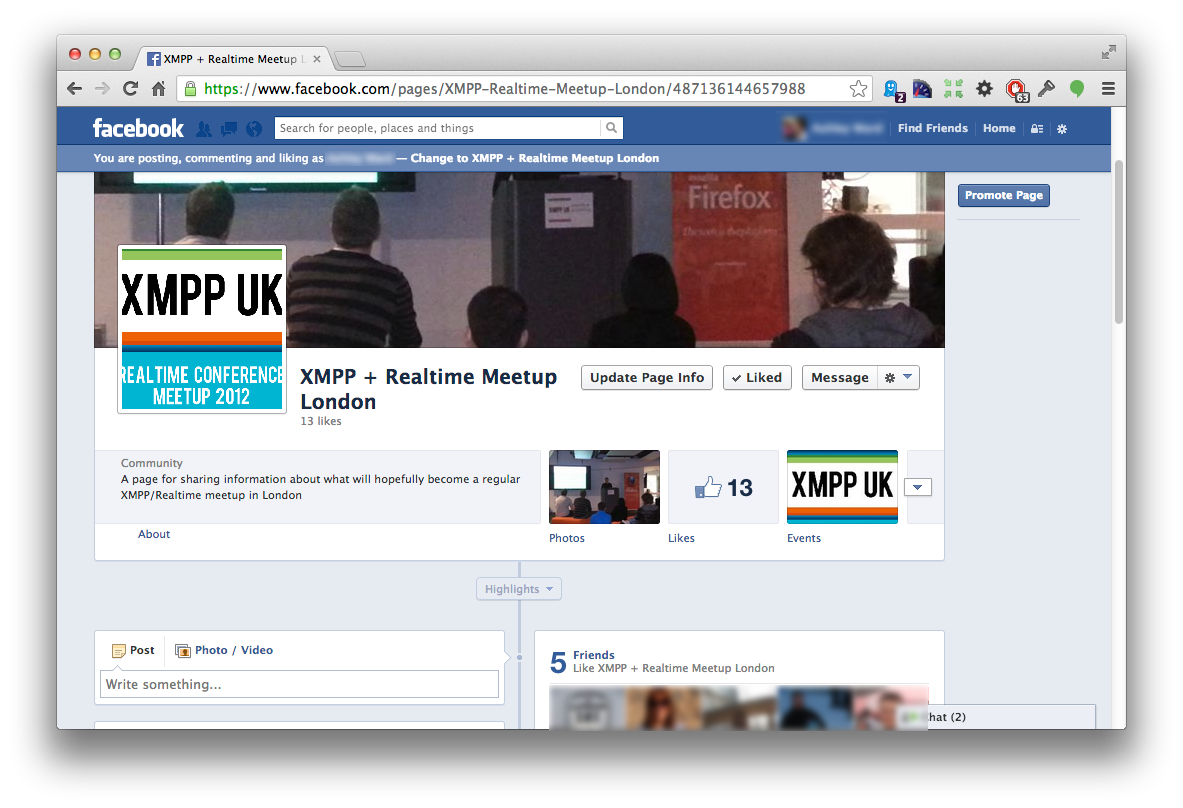 XMPP + Realtime Meetup L
https://www.facebook.com/pages/XMPP-Realtime-Meetup-London/487136144657988
2
63
facebook
Search for people, places and things
Find Friends
Home
You are posting, commenting and liking as
— Change to XMPP + Realtime Meetup London
Promote Page
mozilla
Firefox
XMPP UK
REALTIME CONFERENCE
MEETUP 2012
XMPP + Realtime Meetup
London
13 likes
Update Page Info
Liked
Message
Community
A page for sharing information about what will hopefully become a regular
XMPP/Realtime meetup in London
About
13
XMPP UK
Photos
Likes
Events
Highlights
Post
Photo / Video
Write something...
5
Friends
Like XMPP + Realtime Meetup London
hat (2)